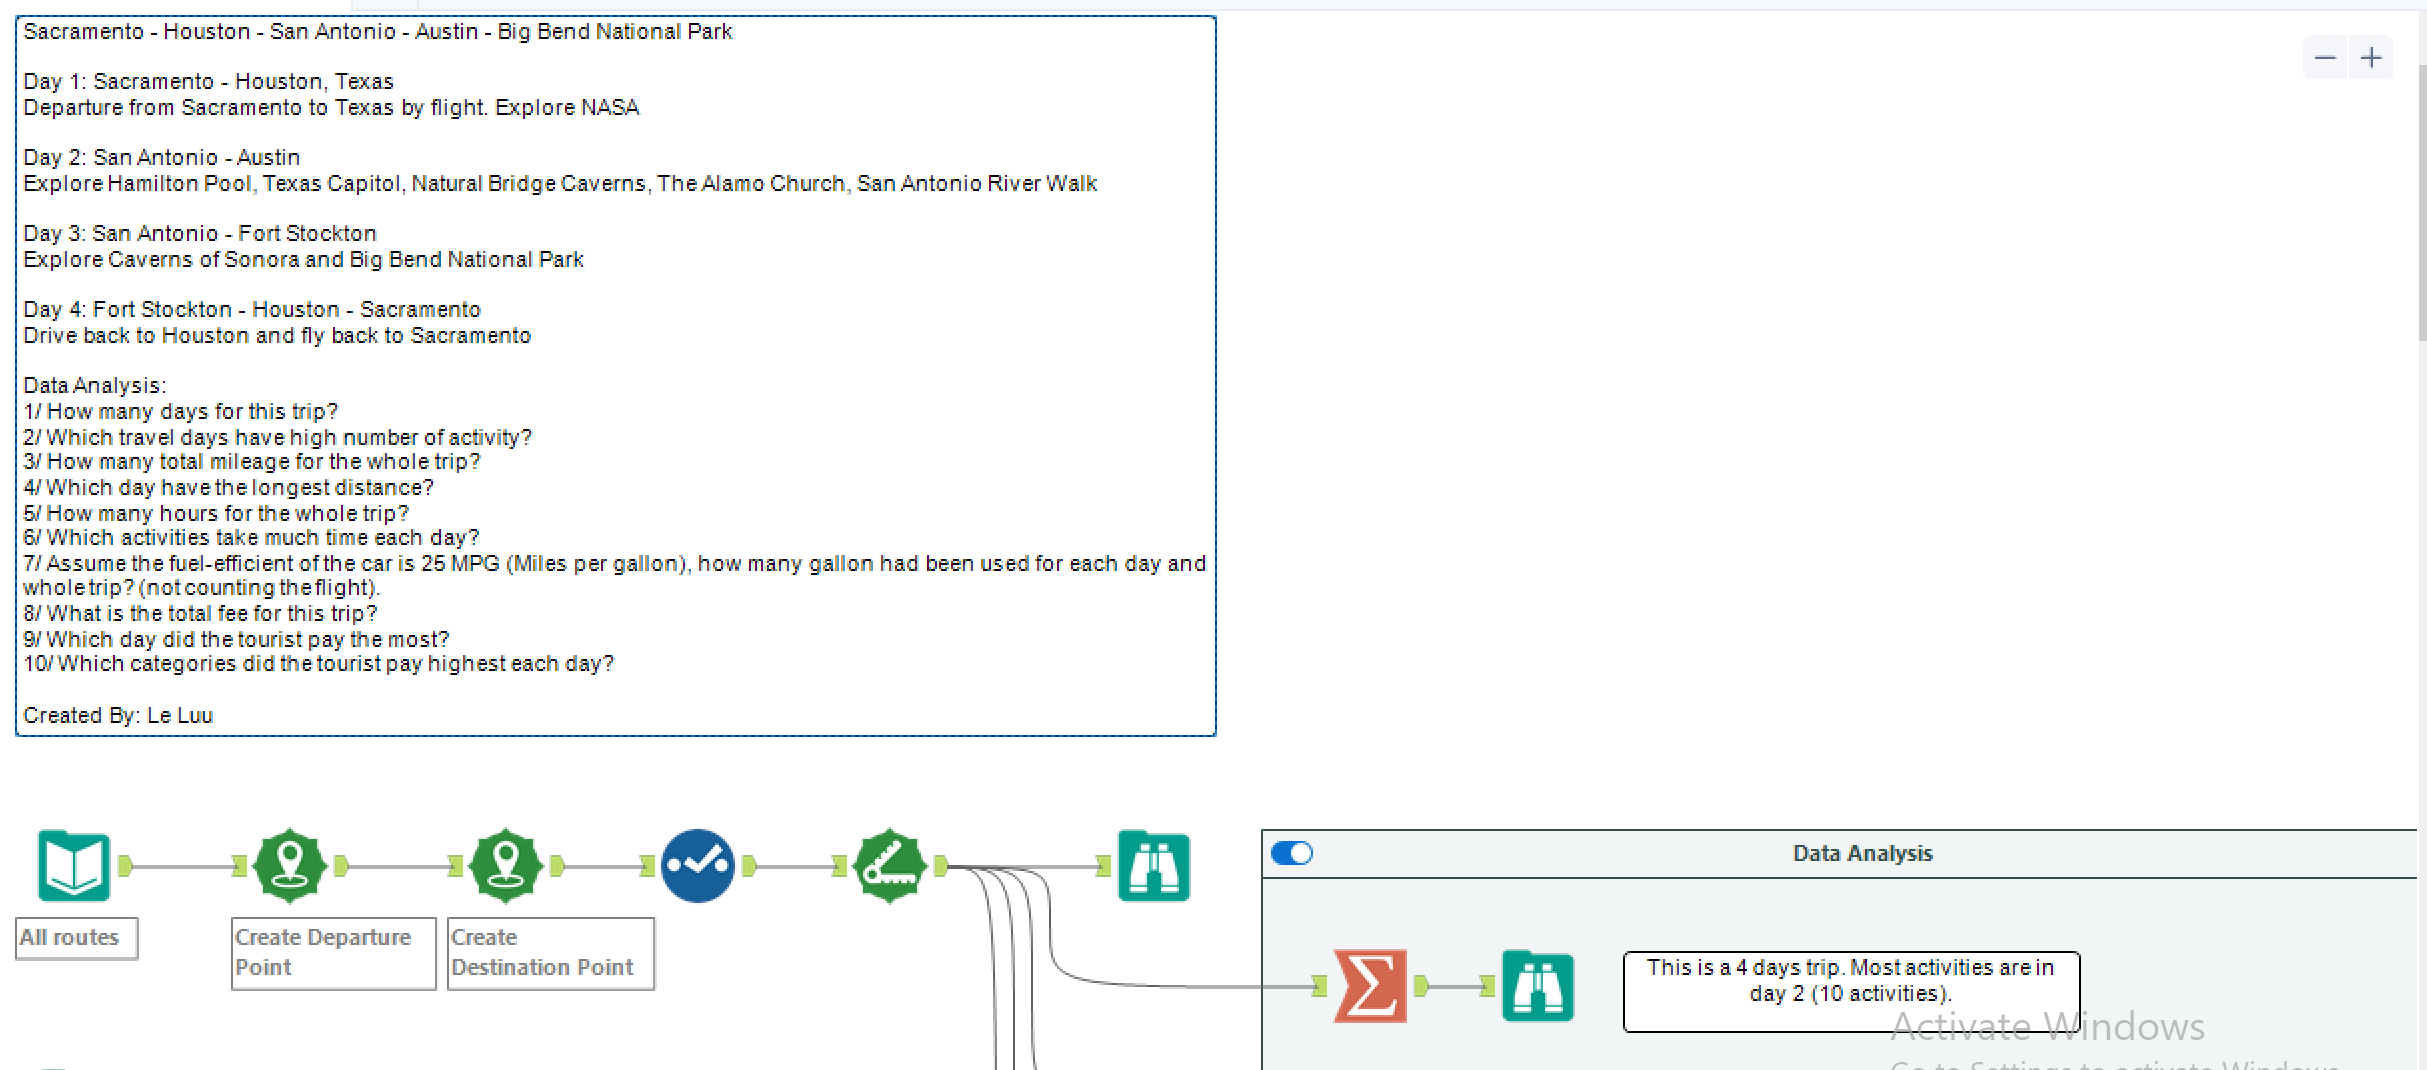 Sacramento - Houston - San Antonio - Austin - Big Bend National Park
Day 1: Sacramento - Houston, Texas
Departure from Sacramento to Texas by flight. Explore NASA
Day 2: San Antonio - Austin
Explore Hamilton Pool, Texas Capitol, Natural Bridge Caverns, The Alamo Church, San Antonio River Walk
Day 3: San Antonio - Fort Stockton
Explore Caverns of Sonora and Big Bend National Park
Day 4: Fort Stockton - Houston - Sacramento
Drive back to Houston and fly back to Sacramento
Data Analysis:
1/ How many days for this trip?
2/ Which travel days have high number of activity?
3/ How many total mileage for the whole trip?
4/ Which day have the longest distance?
5/ How many hours for the whole trip?
6/ Which activities take much time each day?
7/ Assume the fuel-efficient of the car is 25 MPG (Miles per gallon), how many gallon had been used for each day and
whole trip? (not counting the flight).
8/ What is the total fee for this trip?
9/ Which day did the tourist pay the most?
10/ Which categories did the tourist pay highest each day?
Created By: Le Luu
All routes
Create Departure
Point
Create
Destination Point
Data Analysis
This is a 4 days trip. Most activities are in
day 2 (10 activities).
Activate Windows
Go to Settings to activate Windows.